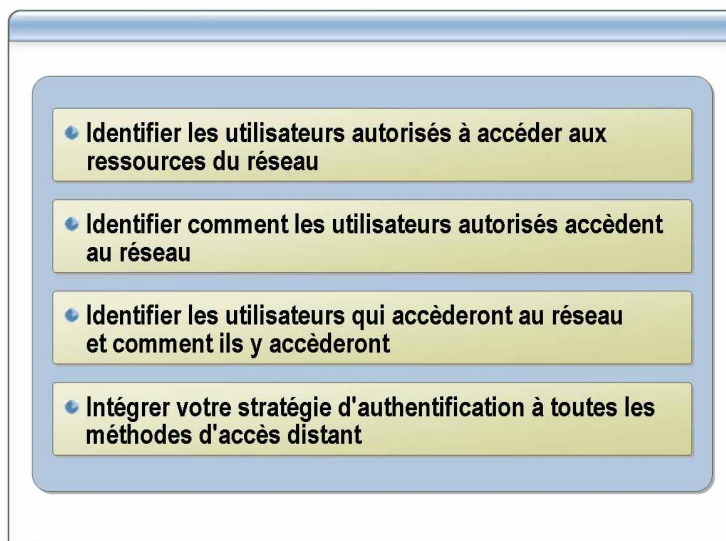 Identifier les utilisateurs autorisés à accéder aux
ressources du réseau
Identifier comment les utilisateurs autorisés accèdent
au réseau
Identifier les utilisateurs qui accèderont au réseau
et comment ils y accèderont
Intégrer votre stratégie d'authentification à toutes les
méthodes d'accès distant